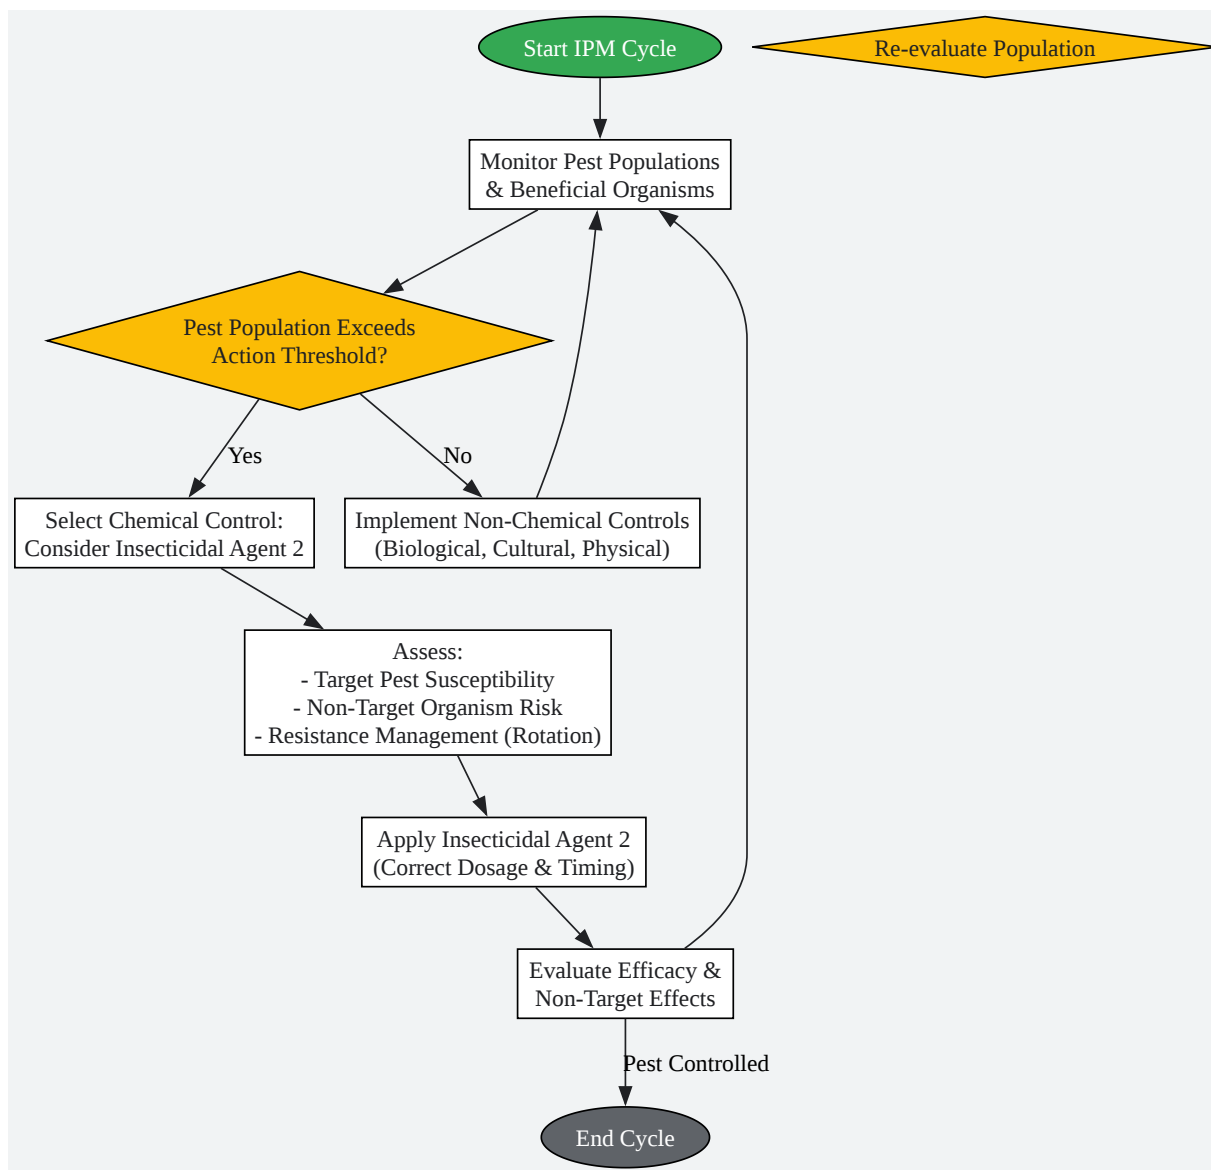 Start IPM Cycle
Re-evaluate Population
Monitor Pest Populations
& Beneficial Organisms
Pest Population Exceeds
Action Threshold?
Yes
No
Select Chemical Control:
Consider Insecticidal Agent 2
Implement Non-Chemical Controls
(Biological, Cultural, Physical)
Assess:
- Target Pest Susceptibility
- Non-Target Organism Risk
- Resistance Management (Rotation)
Apply Insecticidal Agent 2
(Correct Dosage & Timing)
Evaluate Efficacy &
Non-Target Effects
Pest Controlled
End Cycle